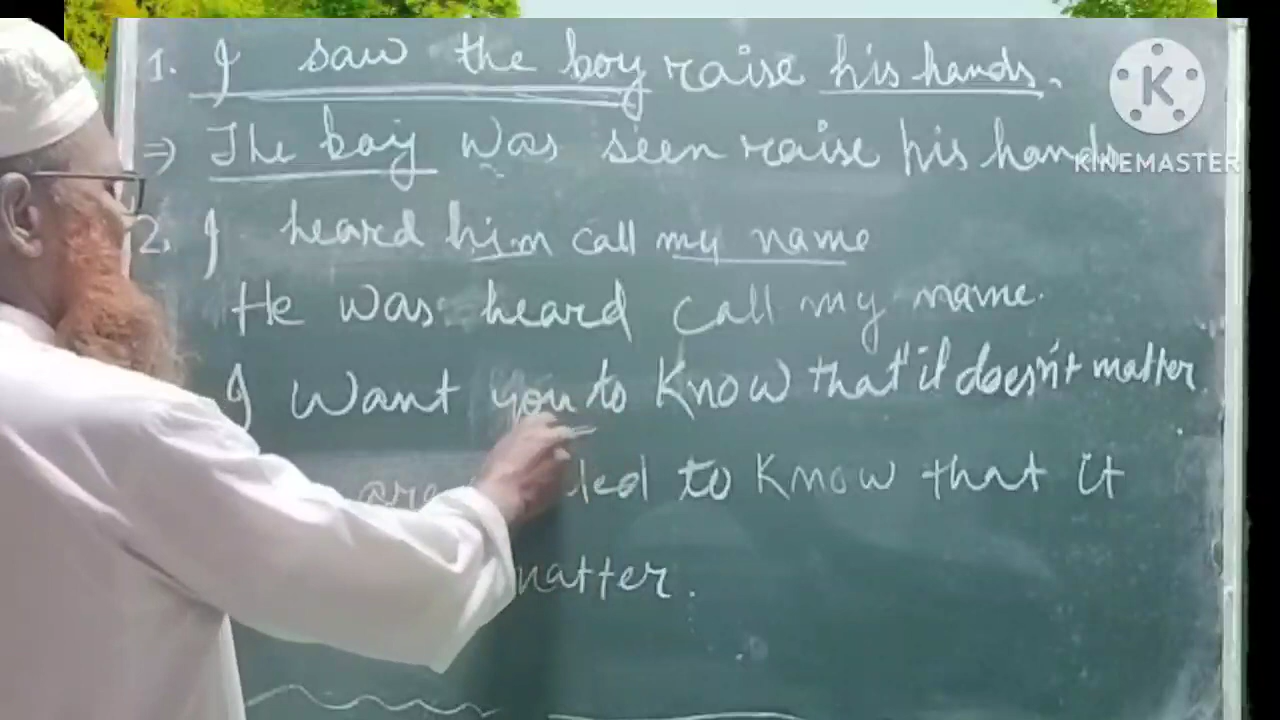 1. I saw the boy raise his hands.
⇒ The boy was seen raise his hands
2. I heard him call my name
He was heard call my name.
I want you to know that it doesn't matter.
are to know that it
matter.
K
KINEMASTER